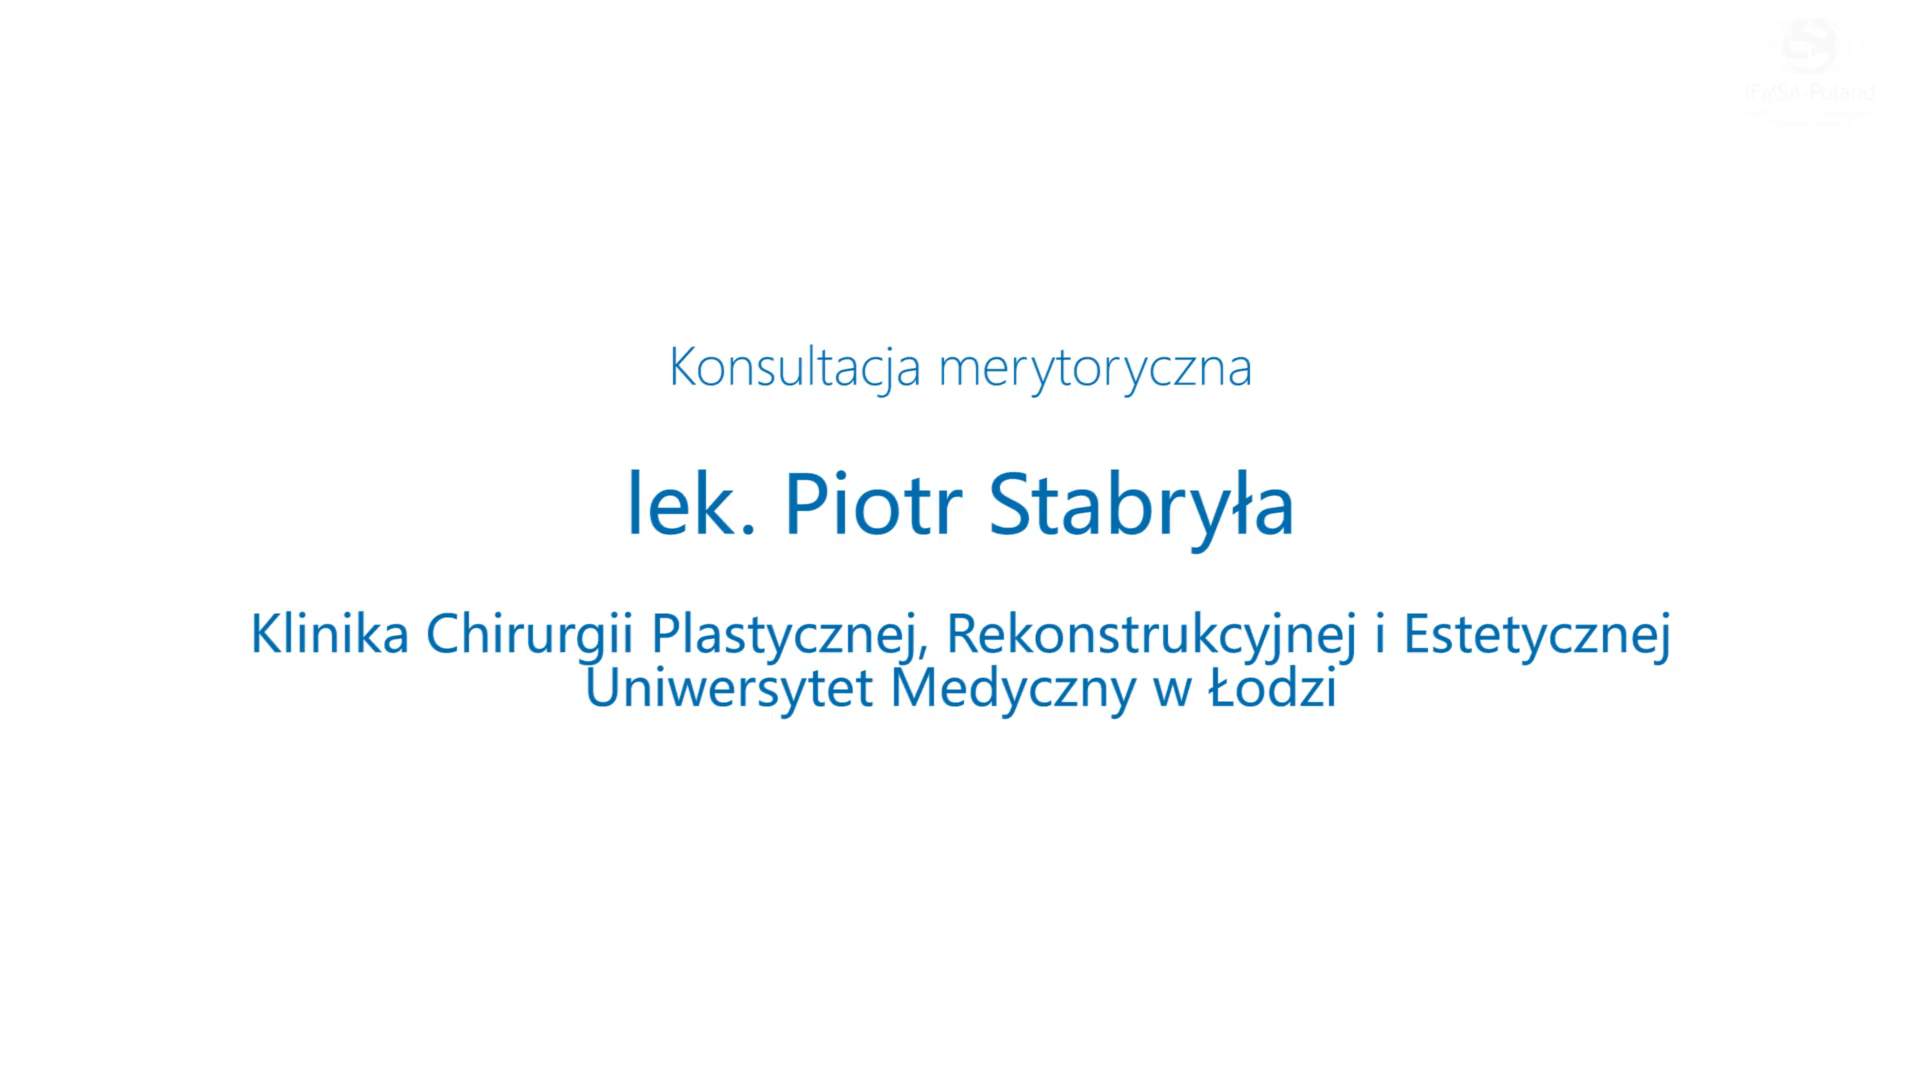 IFMSA-Poland
Konsultacja merytoryczna
lek. Piotr Stabryła
Klinika Chirurgii Plastycznej, Rekonstrukcyjnej i Estetycznej
Uniwersytet Medyczny w Łodzi